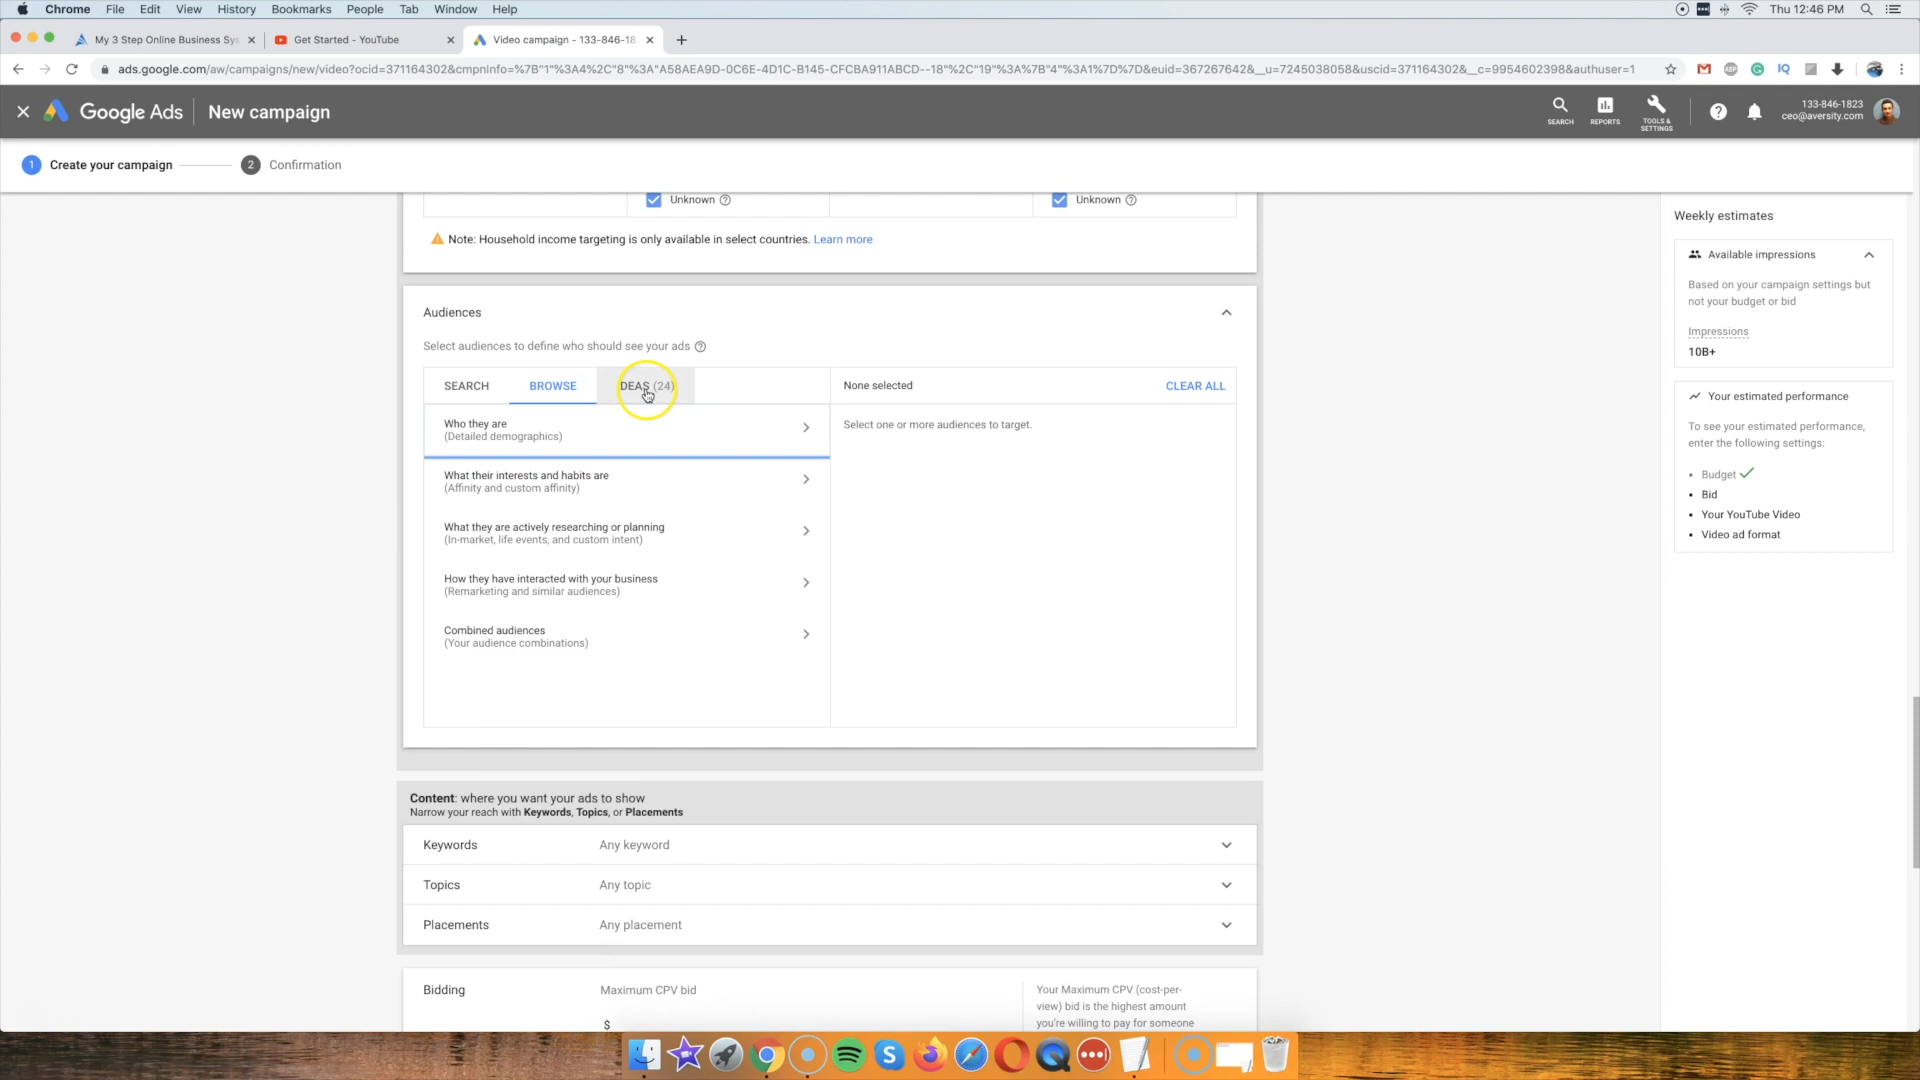 Chrome File Edit View History Bookmarks People Tab Window Help
Thu 12:46 PM
My 3 Step Online Business Sys
Get Started - YouTube
Video campaign - 133-846-18
ads.google.com/aw/campaigns/new/video?ocid=371164302&cmpnInfo=%7B"1"%3A4%2C"8"%3A"A58AEA9D-0C6E-4D1C-B145-CFCBA911ABCD--18"%2C"19"%3A%7B"4"%3A1%7D%7D&euid=367267642&__u=7245038058&uscid=371164302&__c=9954602398&authuser=1
Google Ads
New campaign
SEARCH
REPORTS
TOOLS &
SETTINGS
133-846-1823
ceo@aversity.com
1 Create your campaign
2 Confirmation
Unknown
Unknown
Note: Household income targeting is only available in select countries. Learn more
Audiences
Select audiences to define who should see your ads
SEARCH
BROWSE
DEAS (24)
None selected
CLEAR ALL
Who they are
(Detailed demographics)
Select one or more audiences to target.
What their interests and habits are
(Affinity and custom affinity)
What they are actively researching or planning
(In-market, life events, and custom intent)
How they have interacted with your business
(Remarketing and similar audiences)
Combined audiences
(Your audience combinations)
Content: where you want your ads to show
Narrow your reach with Keywords, Topics, or Placements
Keywords Any keyword
Topics Any topic
Placements Any placement
Bidding
Maximum CPV bid
$
Your Maximum CPV (cost-per-
view) bid is the highest amount
you're willing to pay for someone
Weekly estimates
Available impressions
Based on your campaign settings but
not your budget or bid
Impressions
10B+
Your estimated performance
To see your estimated performance,
enter the following settings:
• Budget
• Bid
• Your YouTube Video
• Video ad format